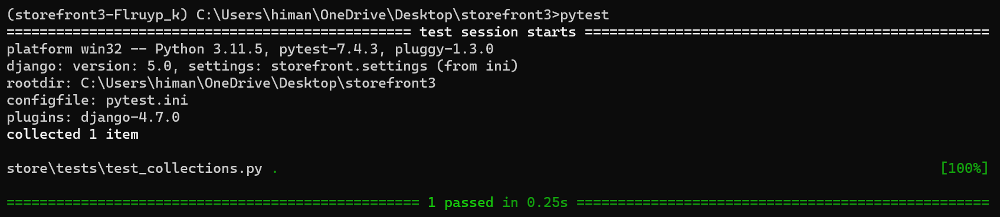 (storefront3-Flruyp_k) C:\Users\himan\OneDrive\Desktop\storefront3>pytest
================================================= test session starts =================================================
platform win32 -- Python 3.11.5, pytest-7.4.3, pluggy-1.3.0
django: version: 5.0, settings: storefront.settings (from ini)
rootdir: C:\Users\himan\OneDrive\Desktop\storefront3
configfile: pytest.ini
plugins: django-4.7.0
collected 1 item
store\tests\test_collections.py . [100%]
================================================== 1 passed in 0.25s ==================================================